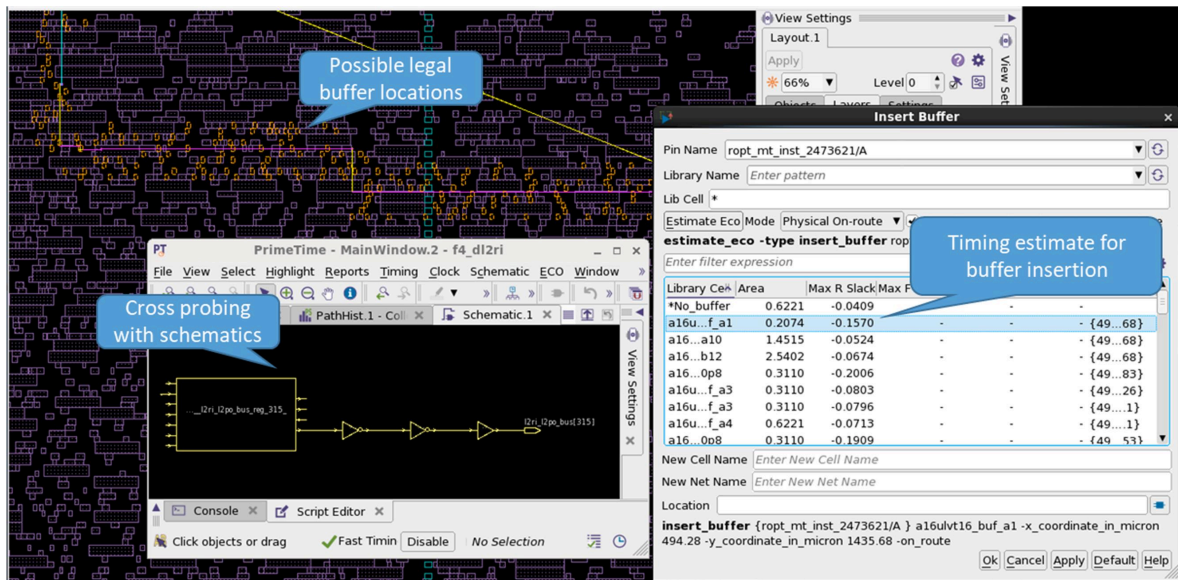 Possible legal
buffer locations
View Settings
Layout.1
Apply
66%
Level 0
View Set
Objects Layers Settings
Insert Buffer
Pin Name ropt_mt_inst_2473621/A
Library Name Enter pattern
Lib Cell *
Estimate Eco Mode Physical On-route
estimate_eco -type insert_buffer rop
Enter filter expression
Timing estimate for
buffer insertion
Library Cell Area Max R Slack Max F
*No_buffer 0.6221 -0.0409 - - -
a16u...f_a1 0.2074 -0.1570 - - - {49...68}
a16...a10 1.4515 -0.0524 - - - {49...68}
a16...b12 2.5402 -0.0674 - - - {49...68}
a16...0p8 0.3110 -0.2006 - - - {49...83}
a16u...f_a3 0.3110 -0.0803 - - - {49...26}
a16u...f_a3 0.3110 -0.0796 - - - {49....1}
a16u...f_a4 0.6221 -0.0713 - - - {49....1}
a16...0p8 0.3110 -0.1909 - - - {49...53}
New Cell Name Enter New Cell Name
New Net Name Enter New Net Name
Location
insert_buffer {ropt_mt_inst_2473621/A } a16ulvt16_buf_a1 -x_coordinate_in_micron
494.28 -y_coordinate_in_micron 1435.68 -on_route
Ok Cancel Apply Default Help
PT PrimeTime - MainWindow.2 - f4_dl2ri
File View Select Highlight Reports Timing Clock Schematic ECO Window »
Cross probing
with schematics
PathHist.1 - Coll
Schematic.1
View Settings
..._l2ri_l2po_bus_reg_315_
l2ri_l2po_bus[315]
Console
Script Editor
Click objects or drag
Fast Timin Disable
No Selection